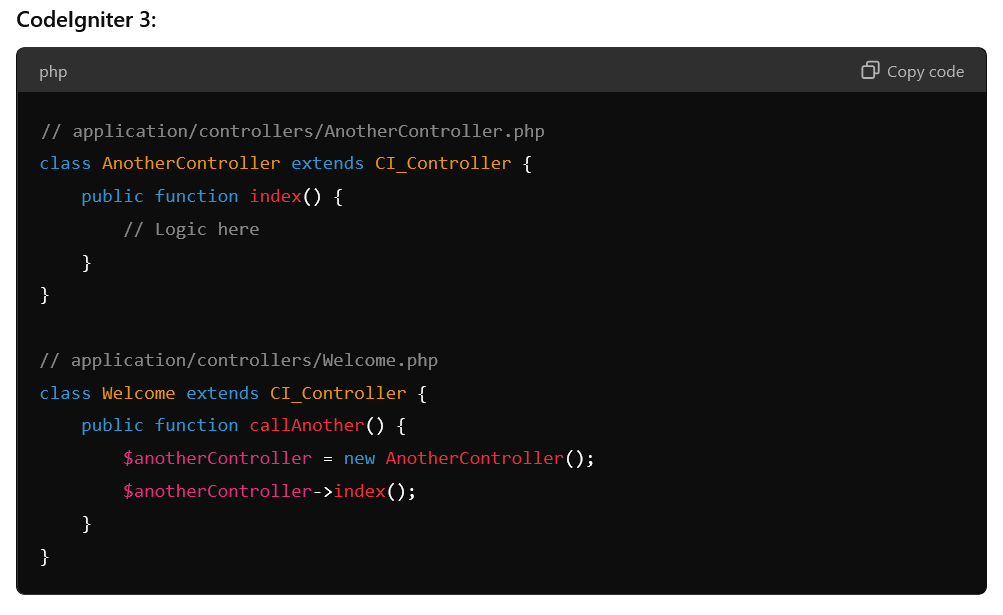 CodeIgniter 3:
php
Copy code
// application/controllers/AnotherController.php
class AnotherController extends CI_Controller {
    public function index() {
        // Logic here
    }
}
// application/controllers/Welcome.php
class Welcome extends CI_Controller {
    public function callAnother() {
        $anotherController = new AnotherController();
        $anotherController->index();
    }
}